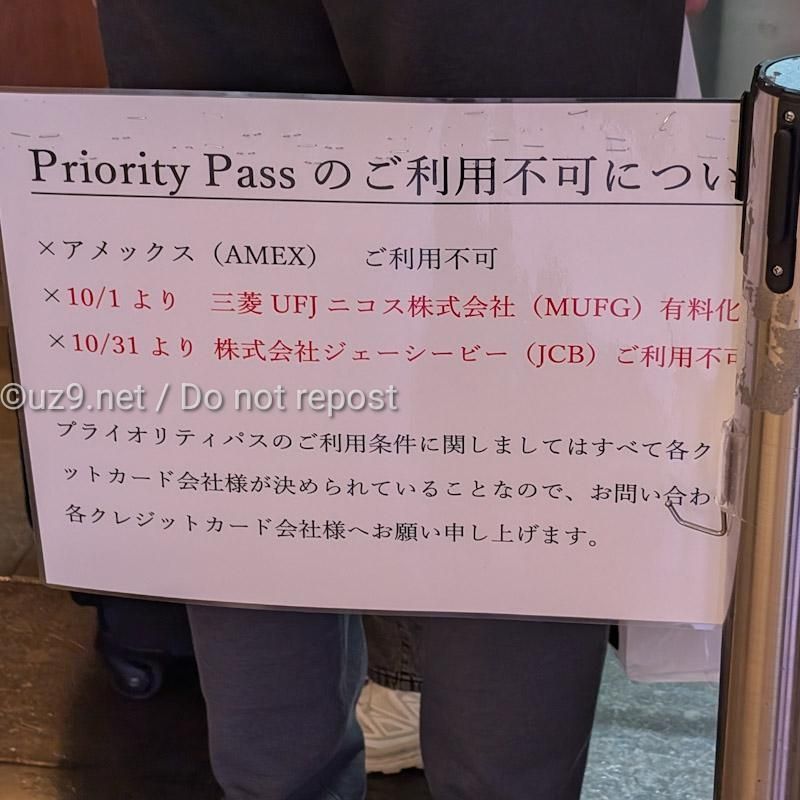 Priority Pass のご利用不可につい
×アメックス（AMEX）　ご利用不可
×10/1 より　三菱 UFJ ニコス株式会社（MUFG）有料化
×10/31 より 株式会社ジェーシービー（JCB）ご利用不可
©uz9.net / Do not repost
プライオリティパスのご利用条件に関しましてはすべて各ク
ットカード会社様が決められていることなので、お問い合わ
各クレジットカード会社様へお願い申し上げます。